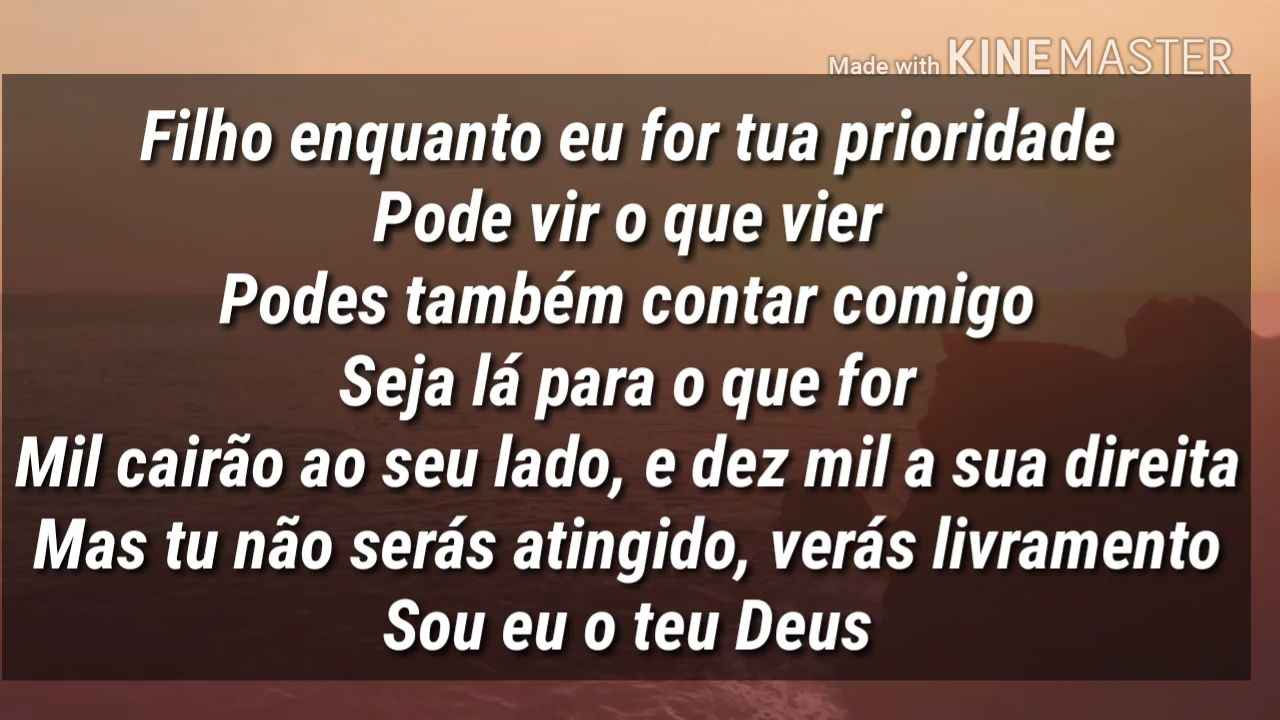 Made with KINEMASTER
Filho enquanto eu for tua prioridade
Pode vir o que vier
Podes também contar comigo
Seja lá para o que for
Mil cairão ao seu lado, e dez mil a sua direita
Mas tu não serás atingido, verás livramento
Sou eu o teu Deus